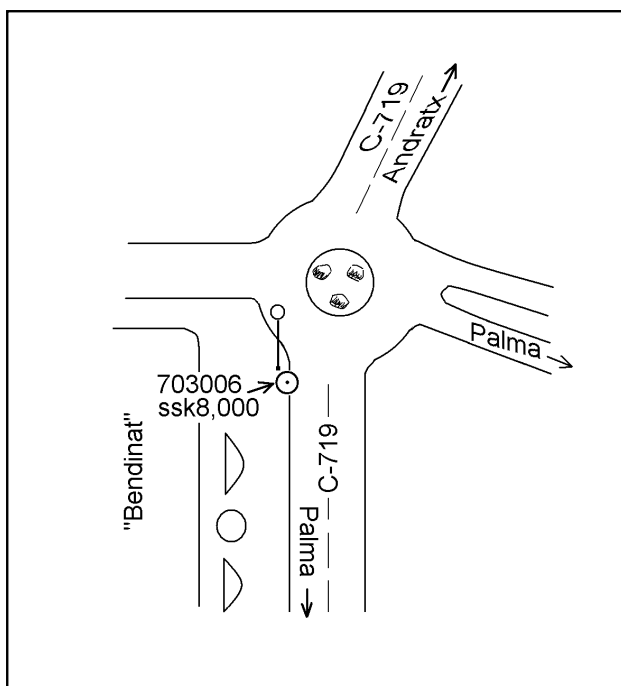 C-719
Andratx
Palma
703006
ssk8,000
"Bendinat"
C-719
Palma